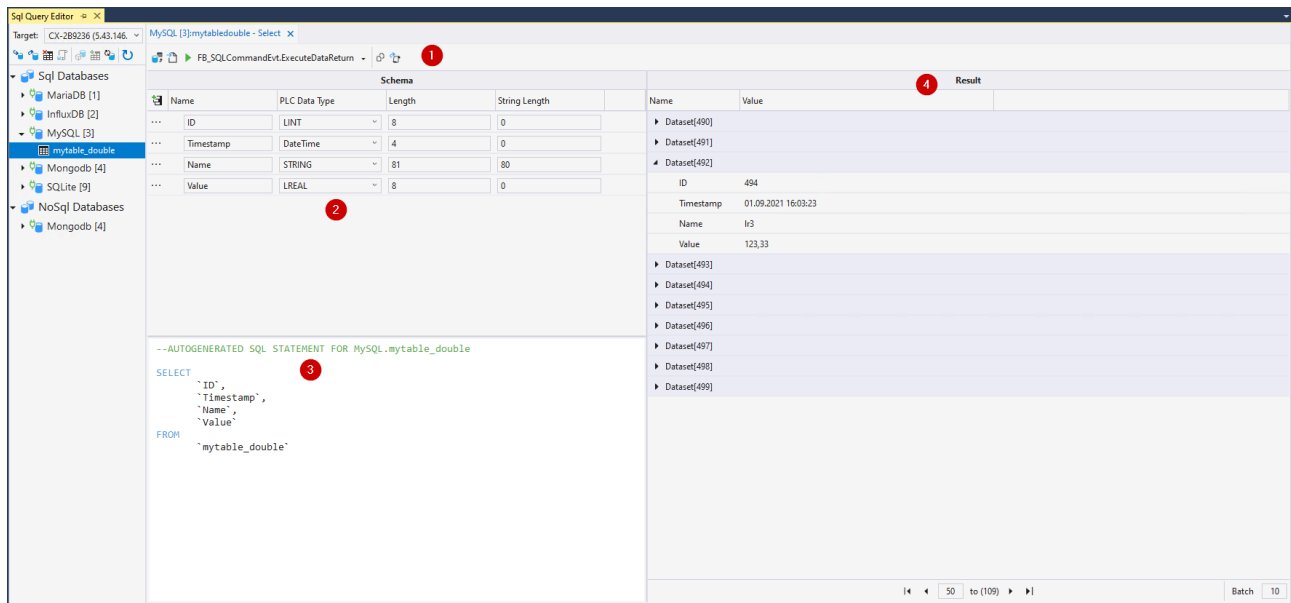 Sql Query Editor
Target: CX-2B9236 (5.43.146.
MySQL [3]:mytabledouble - Select
FB_SQLCommandEvt.ExecuteDataReturn
1
Sql Databases
MariaDB [1]
InfluxDB [2]
MySQL [3]
mytable_double
Mongodb [4]
SQLite [9]
NoSql Databases
Mongodb [4]
Schema
Name PLC Data Type Length String Length
ID LINT 8 0
Timestamp DateTime 4 0
Name STRING 81 80
Value LREAL 8 0
2
--AUTOGENERATED SQL STATEMENT FOR MySQL.mytable_double
3
SELECT
`ID`,
`Timestamp`,
`Name`,
`Value`
FROM
`mytable_double`
4
Result
Name Value
Dataset[490]
Dataset[491]
Dataset[492]
ID 494
Timestamp 01.09.2021 16:03:23
Name lr3
Value 123,33
Dataset[493]
Dataset[494]
Dataset[495]
Dataset[496]
Dataset[497]
Dataset[498]
Dataset[499]
50 to (109) Batch 10